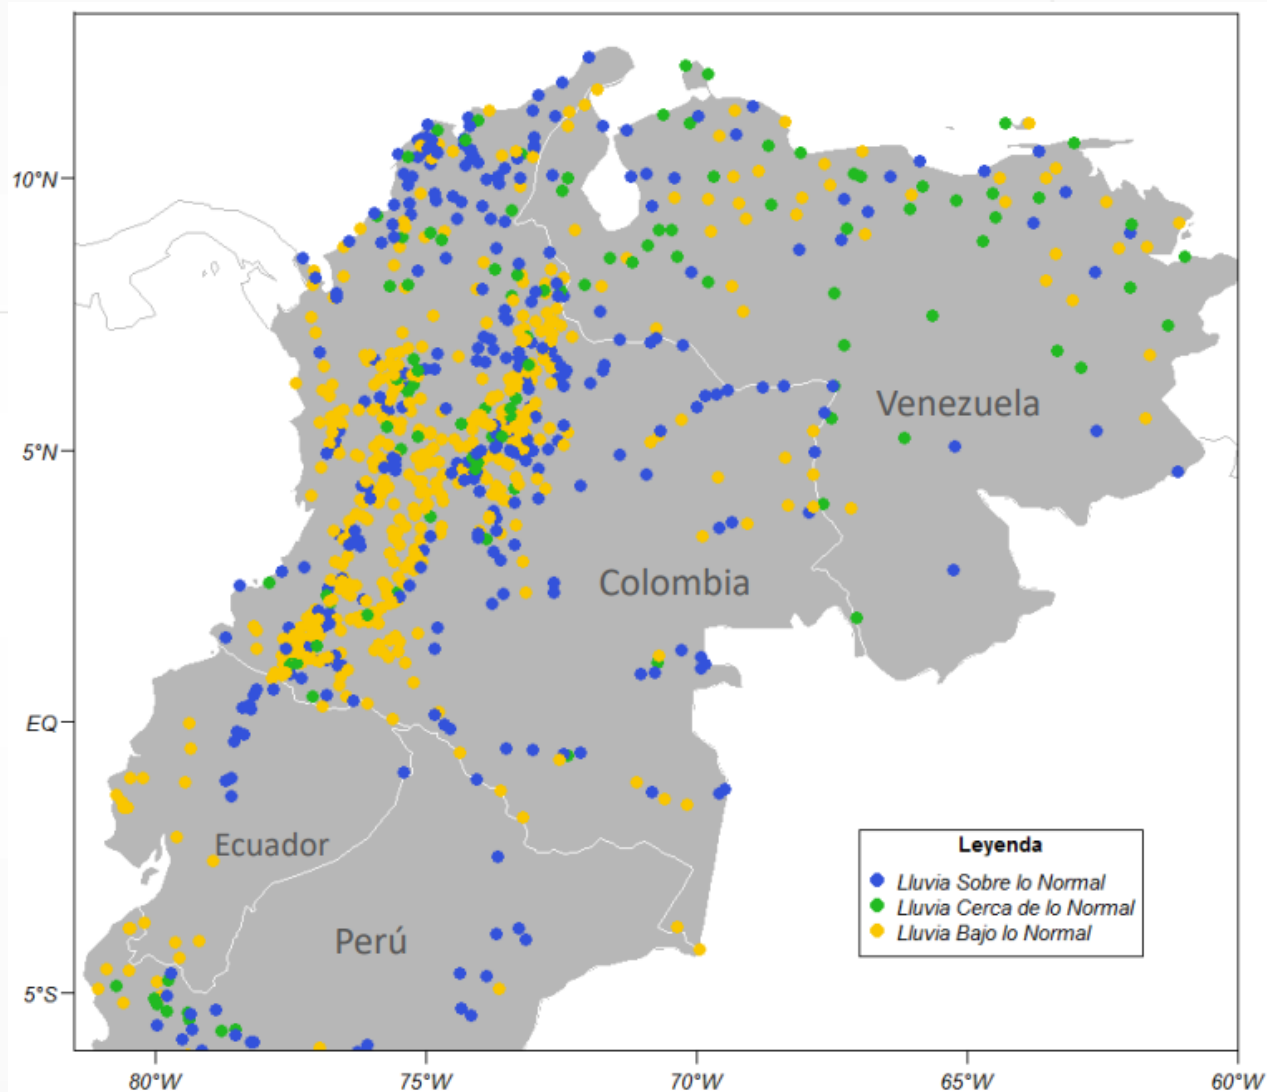 10°N
5°N
EQ
5°S
80°W
75°W
70°W
65°W
60°W
Venezuela
Colombia
Ecuador
Perú
Leyenda
Lluvia Sobre lo Normal
Lluvia Cerca de lo Normal
Lluvia Bajo lo Normal